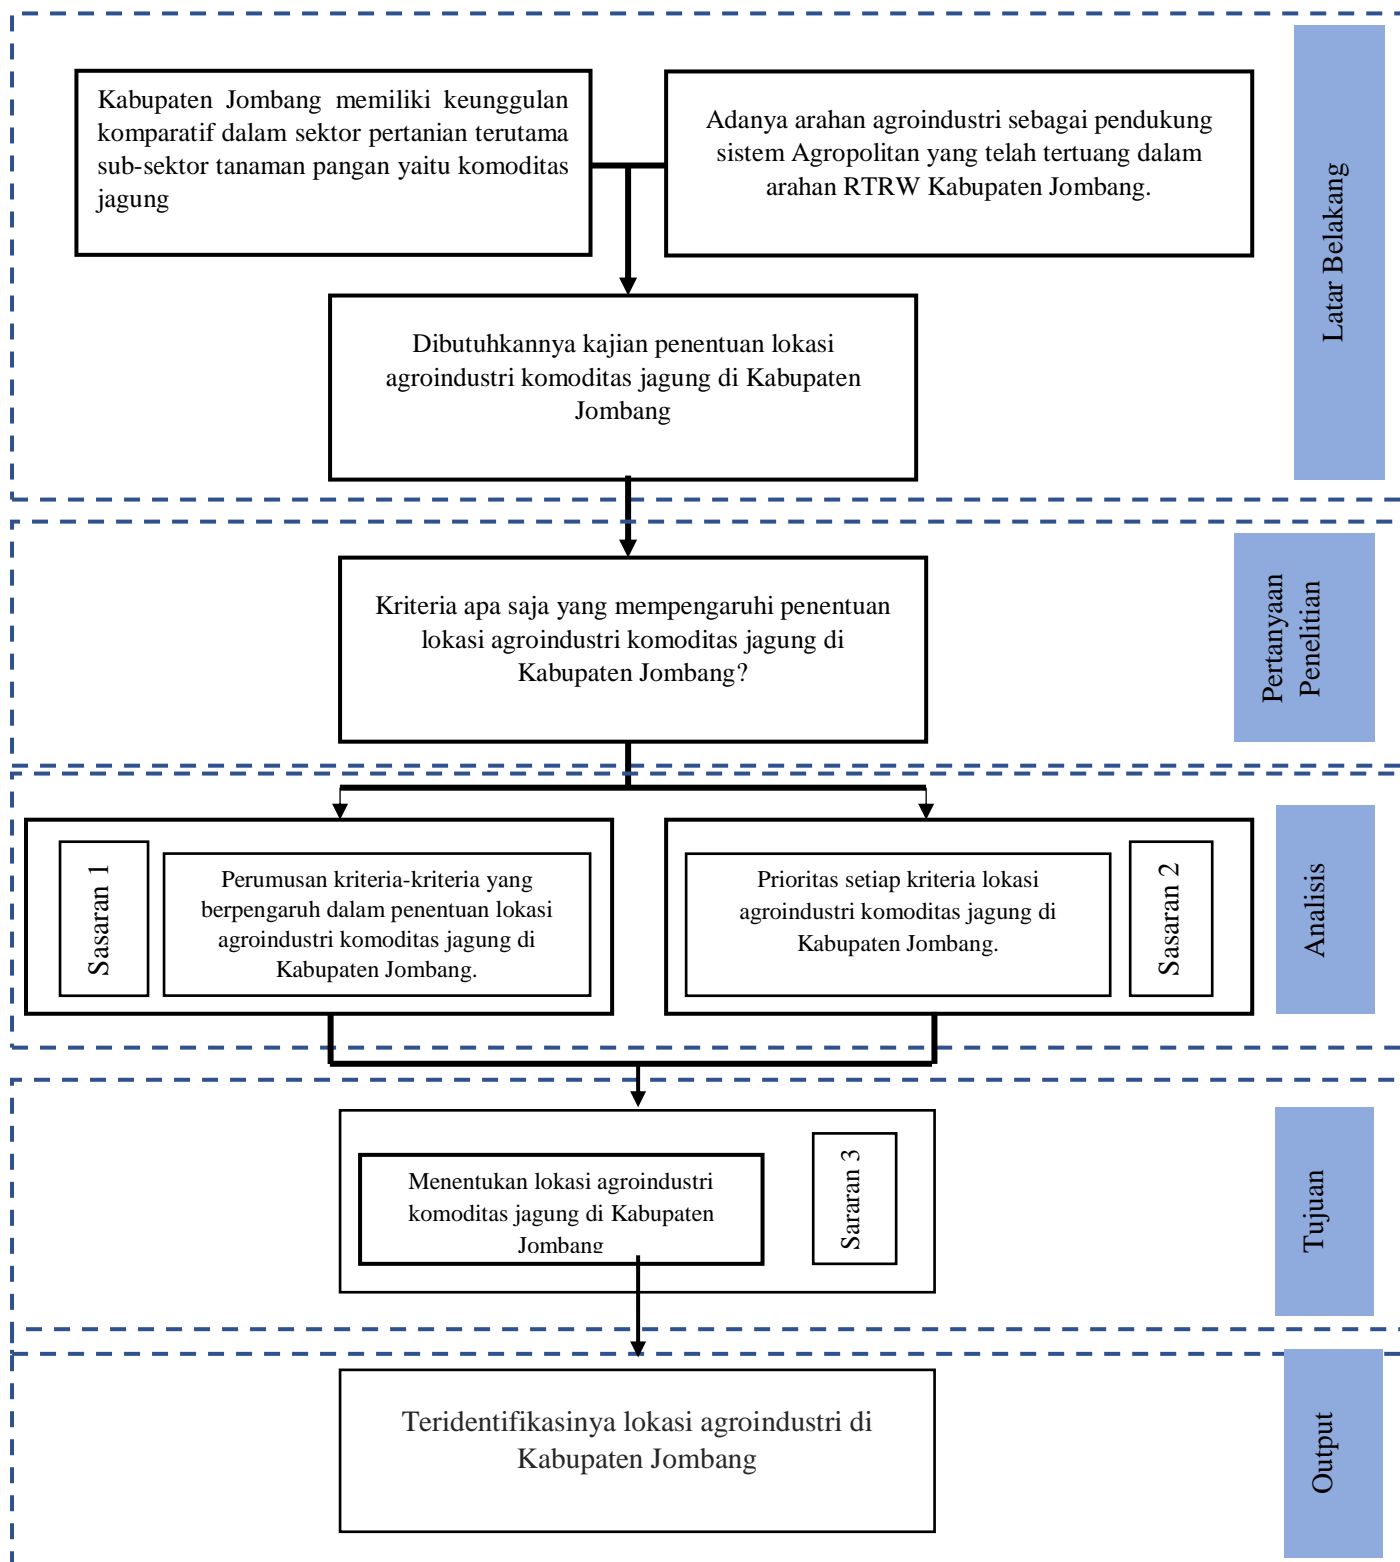 Kabupaten Jombang memiliki keunggulan
komparatif dalam sektor pertanian terutama
sub-sektor tanaman pangan yaitu komoditas
jagung
Adanya arahan agroindustri sebagai pendukung
sistem Agropolitan yang telah tertuang dalam
arahan RTRW Kabupaten Jombang.
Latar Belakang
Dibutuhkannya kajian penentuan lokasi
agroindustri komoditas jagung di Kabupaten
Jombang
Kriteria apa saja yang mempengaruhi penentuan
lokasi agroindustri komoditas jagung di
Kabupaten Jombang?
Pertanyaan
Penelitian
Sasaran 1
Perumusan kriteria-kriteria yang
berpengaruh dalam penentuan lokasi
agroindustri komoditas jagung di
Kabupaten Jombang.
Prioritas setiap kriteria lokasi
agroindustri komoditas jagung di
Kabupaten Jombang.
Sasaran 2
Analisis
Menentukan lokasi agroindustri
komoditas jagung di Kabupaten
Jombang
Sararan 3
Tujuan
Teridentifikasinya lokasi agroindustri di
Kabupaten Jombang
Output